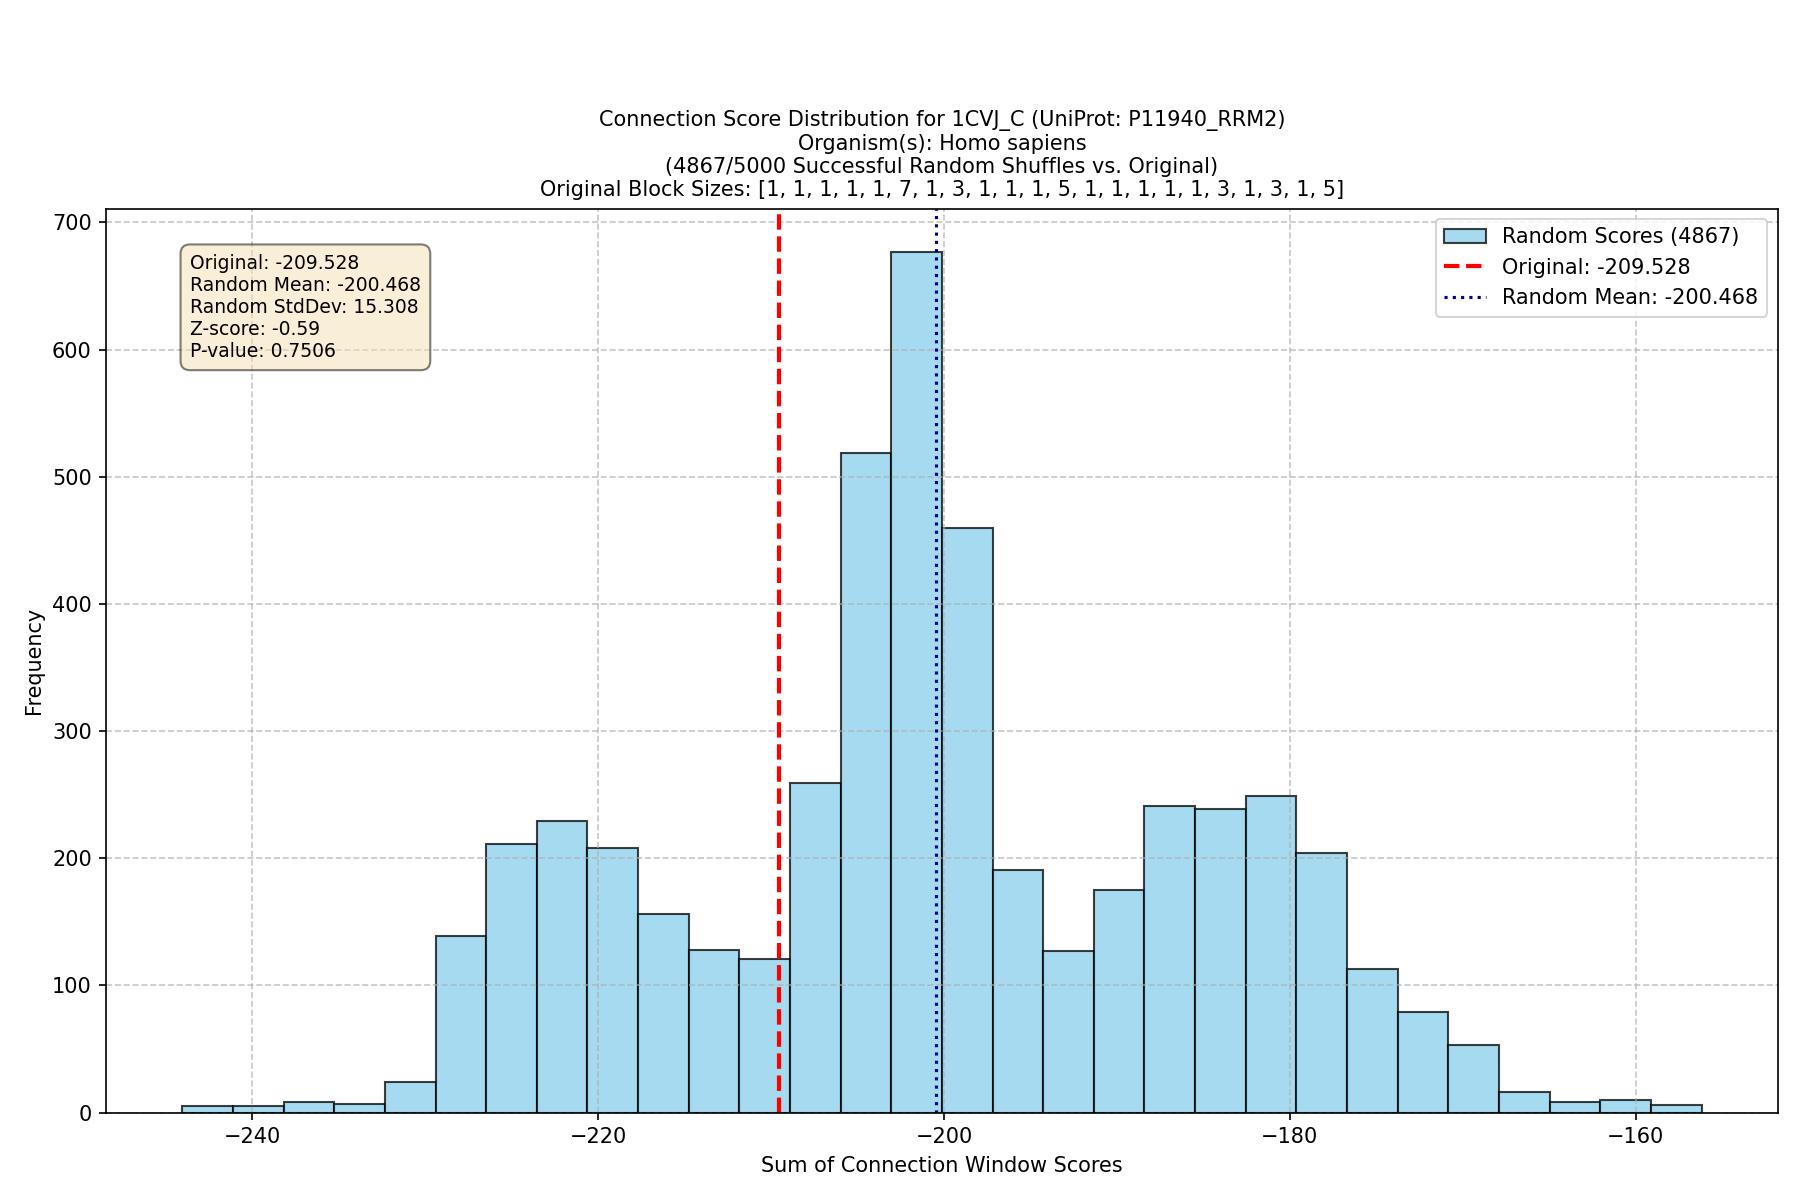 Connection Score Distribution for 1CVJ_C (UniProt: P11940_RRM2)
Organism(s): Homo sapiens
(4867/5000 Successful Random Shuffles vs. Original)
Original Block Sizes: [1, 1, 1, 1, 1, 7, 1, 3, 1, 1, 1, 5, 1, 1, 1, 1, 1, 3, 1, 3, 1, 5]
Original: -209.528
Random Mean: -200.468
Random StdDev: 15.308
Z-score: -0.59
P-value: 0.7506
Random Scores (4867)
Original: -209.528
Random Mean: -200.468
Frequency
700
600
500
400
300
200
100
0
−240
−220
−200
−180
−160
Sum of Connection Window Scores